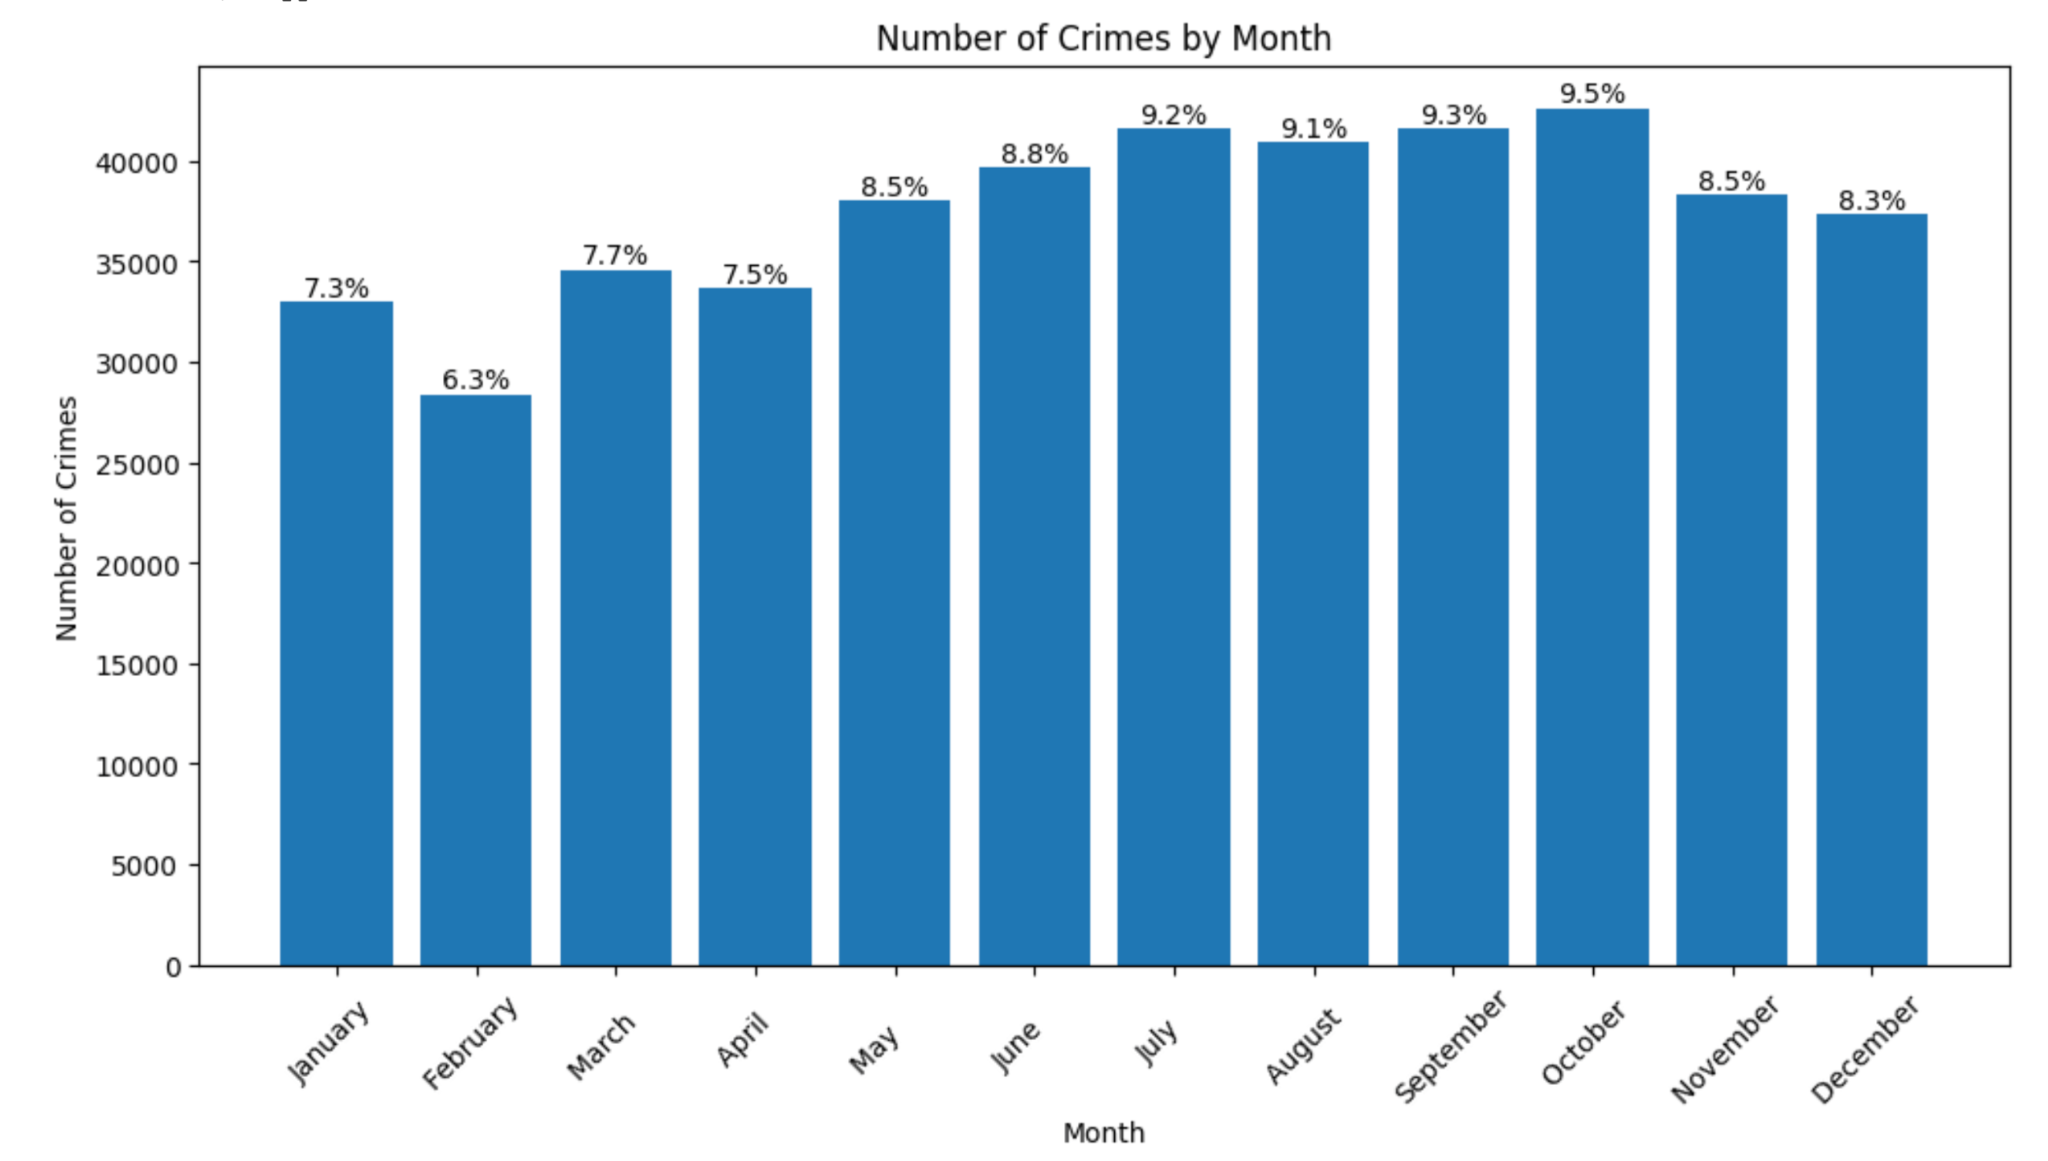 Number of Crimes by Month
Number of Crimes
40000
35000
30000
25000
20000
15000
10000
5000
0
7.3%
6.3%
7.7%
7.5%
8.5%
8.8%
9.2%
9.1%
9.3%
9.5%
8.5%
8.3%
January
February
March
April
May
June
July
August
September
October
November
December
Month